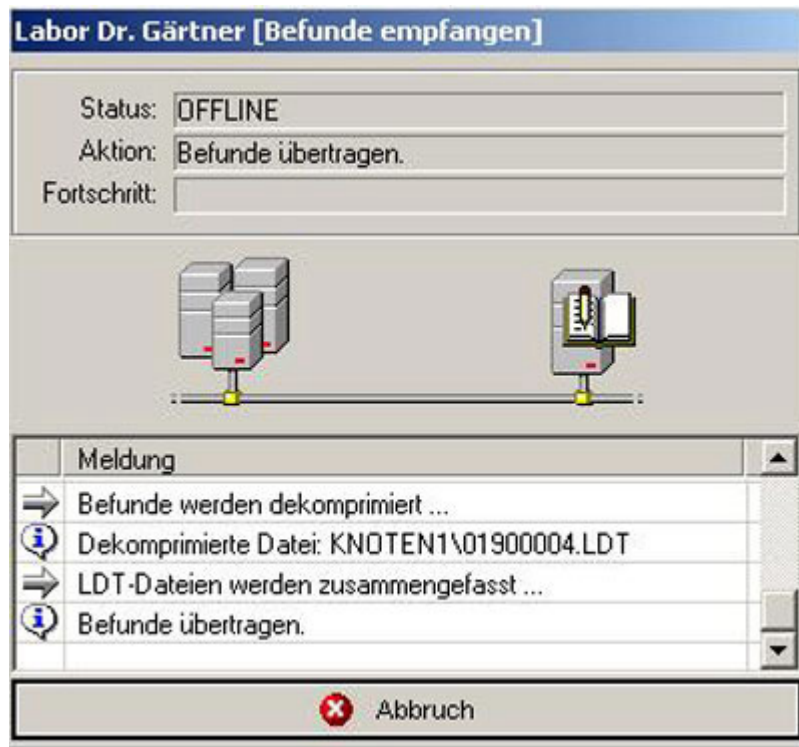 Labor Dr. Gärtner [Befunde empfangen]
Status: OFFLINE
Aktion: Befunde übertragen.
Fortschritt:
Meldung
Befunde werden dekomprimiert ...
Dekomprimierte Datei: KNOTEN1\01900004.LDT
LDT-Dateien werden zusammengefasst ...
Befunde übertragen.
Abbruch